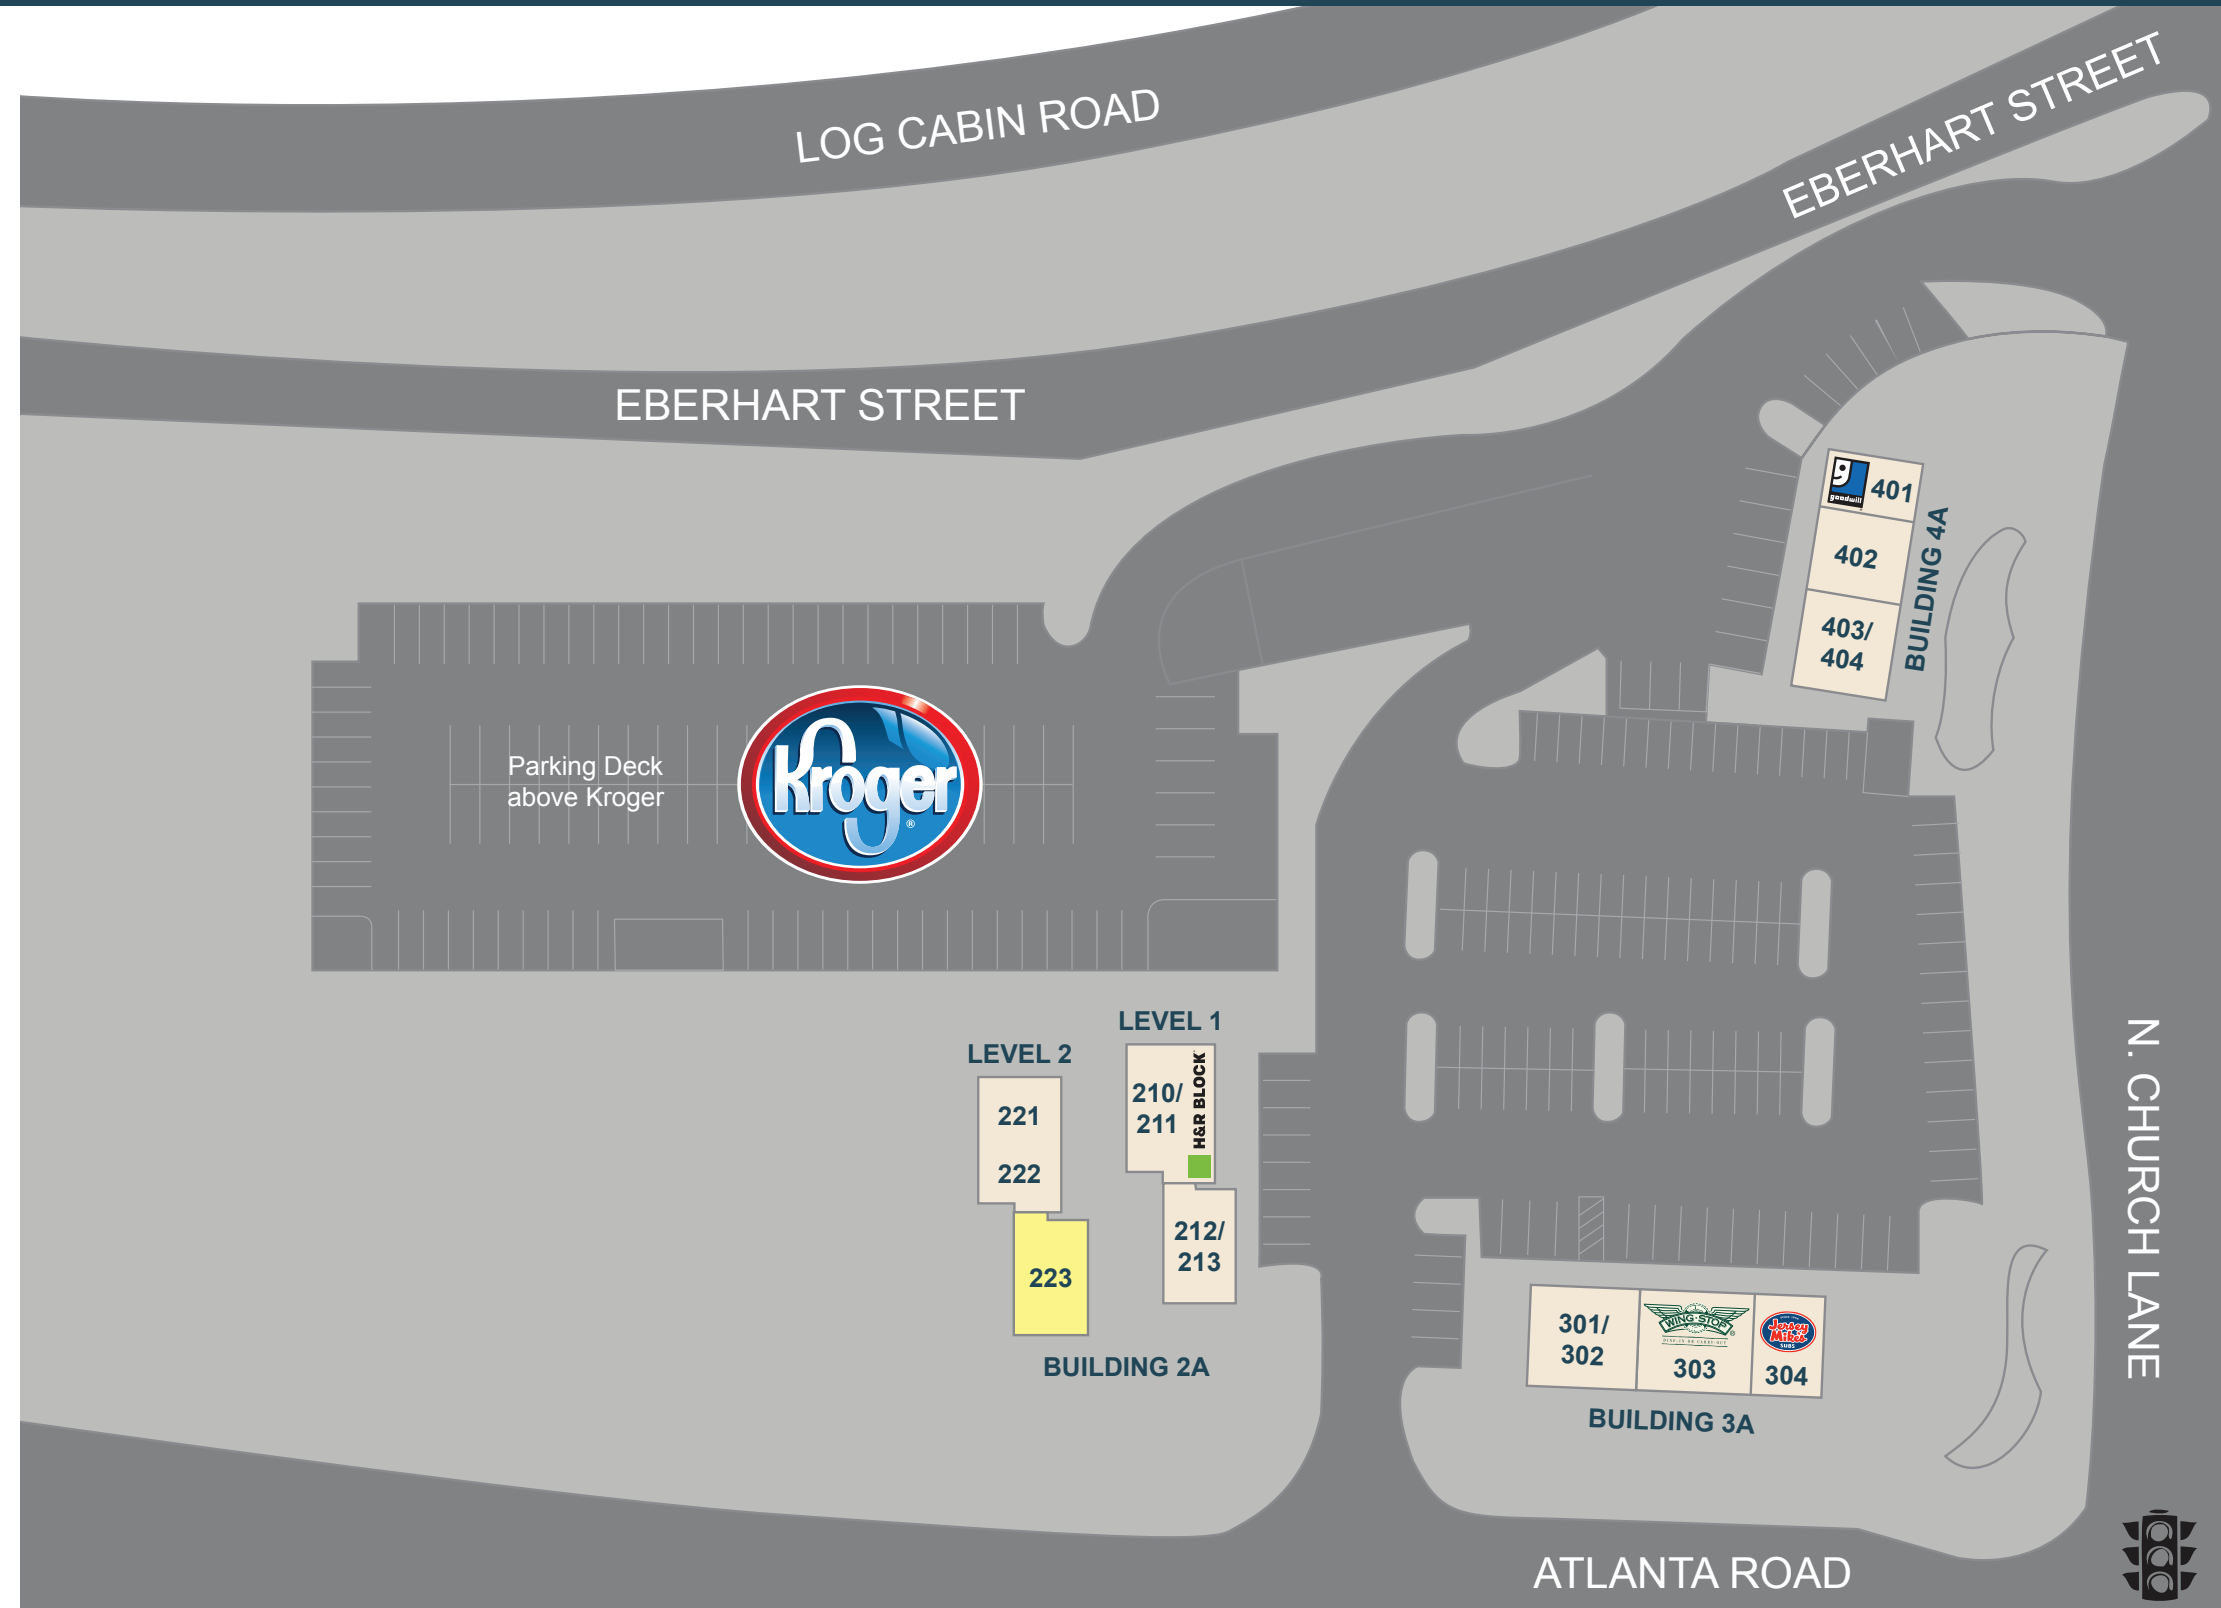 LOG CABIN ROAD
EBERHART STREET
EBERHART STREET
goodwill
401
402
403/
404
BUILDING 4A
Parking Deck
above Kroger
Kroger
®
LEVEL 1
LEVEL 2
210/
211
H&R BLOCK
221
222
212/
213
223
BUILDING 2A
301/
302
WING·STOP
®
303
Jersey
Mike's
SUBS
304
BUILDING 3A
N. CHURCH LANE
ATLANTA ROAD